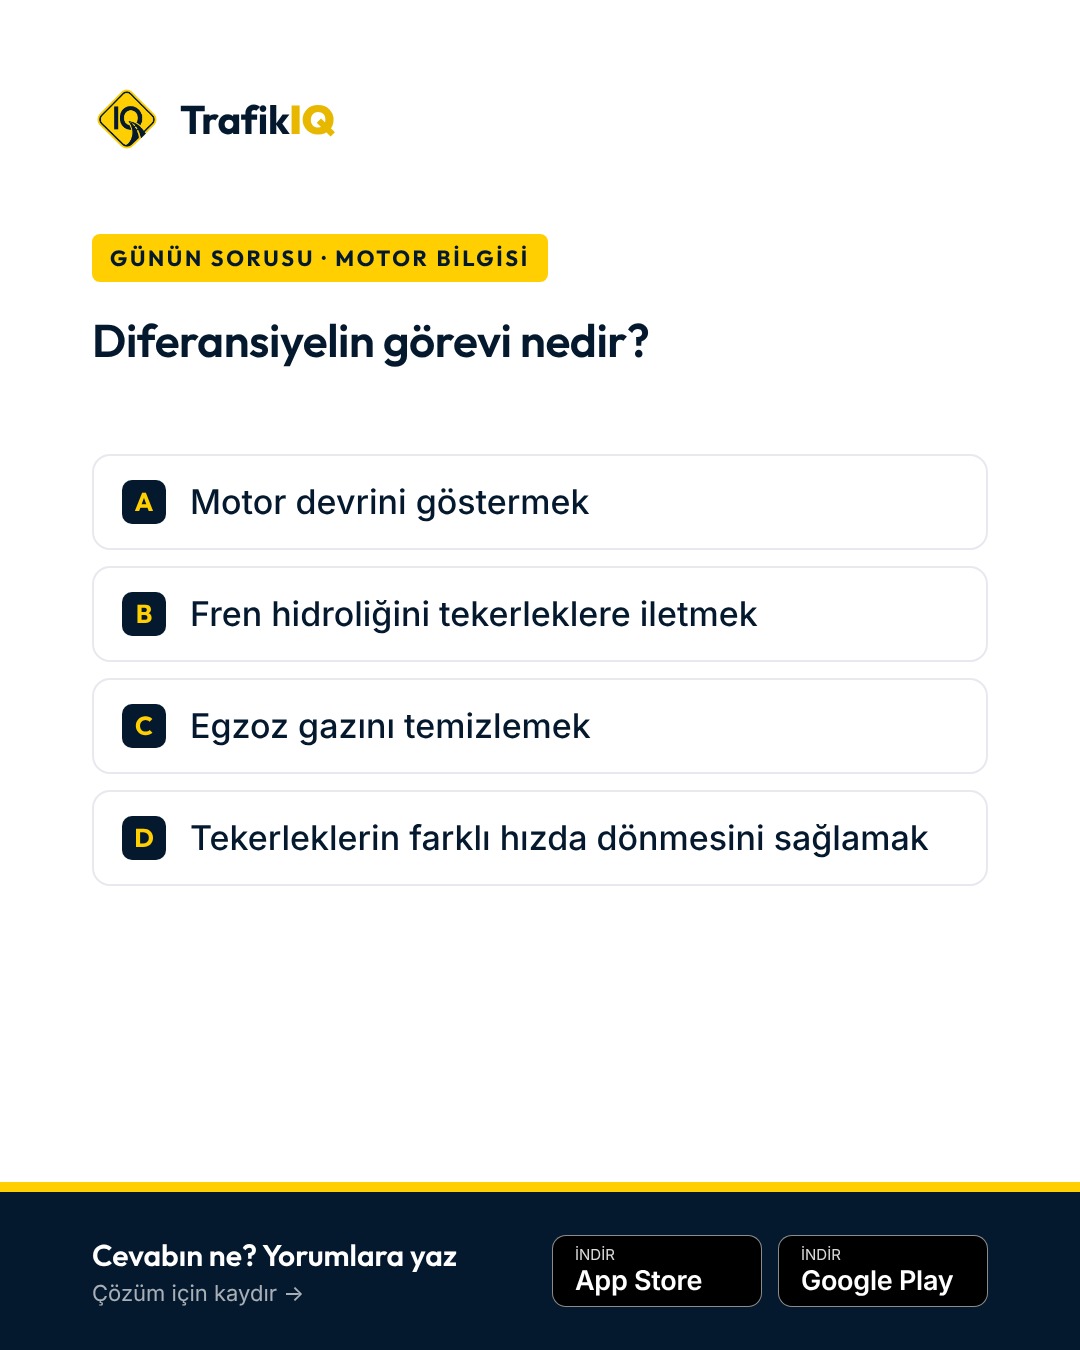 IQ
TrafikIQ
GÜNÜN SORUSU · MOTOR BİLGİSİ
Diferansiyelin görevi nedir?
A Motor devrini göstermek
B Fren hidroliğini tekerleklere iletmek
C Egzoz gazını temizlemek
D Tekerleklerin farklı hızda dönmesini sağlamak
Cevabın ne? Yorumlara yaz
Çözüm için kaydır →
İNDİR
App Store
İNDİR
Google Play